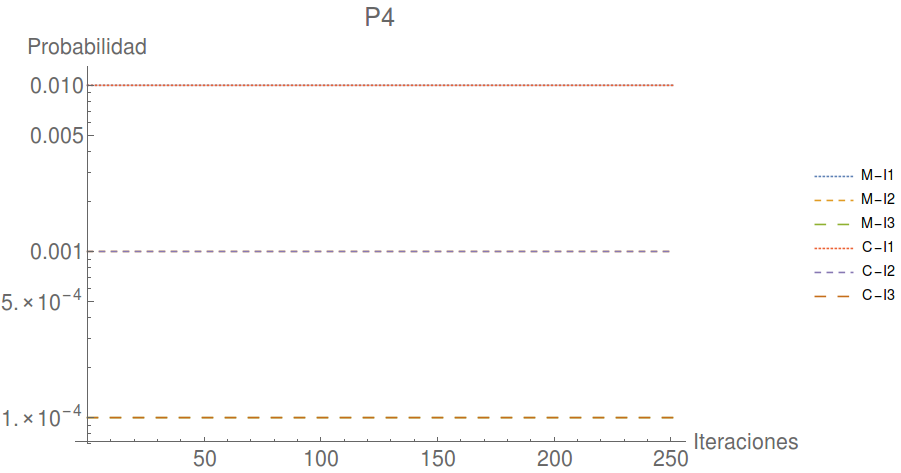 P4
Probabilidad
0.010
0.005
0.001
5.×10⁻⁴
1.×10⁻⁴
50 100 150 200 250
Iteraciones
M-I1
M-I2
M-I3
C-I1
C-I2
C-I3